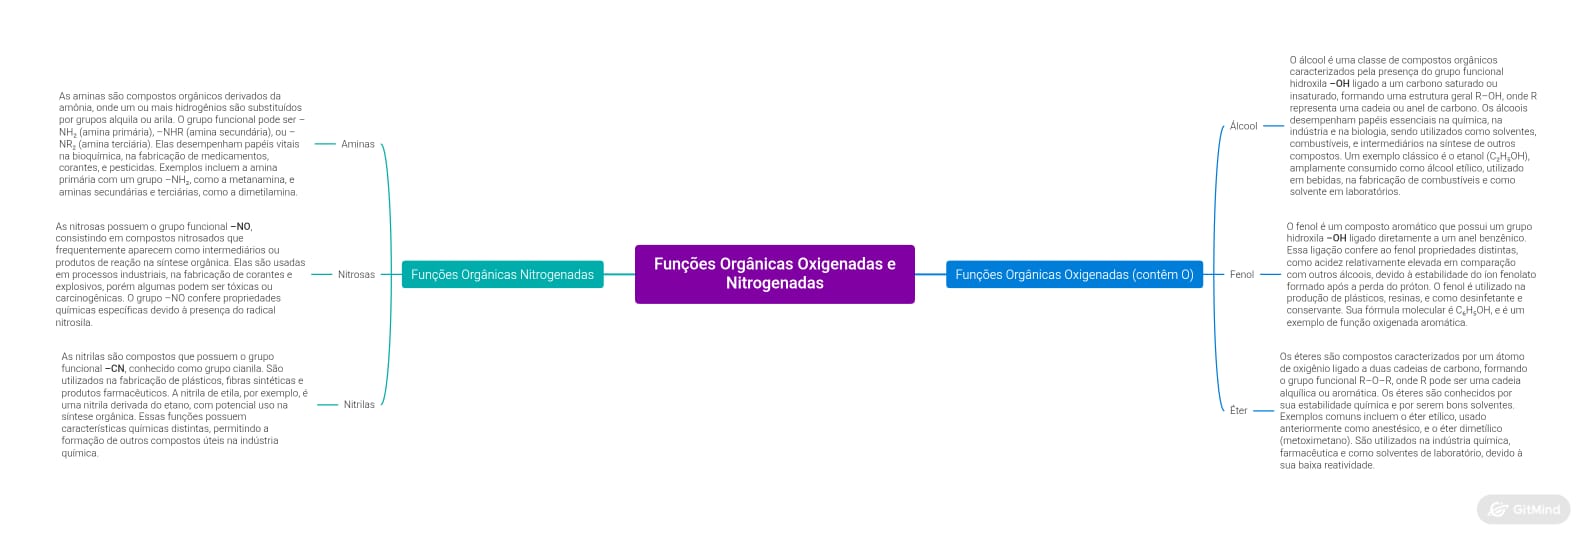 Funções Orgânicas Oxigenadas e
Nitrogenadas
Funções Orgânicas Nitrogenadas
Aminas
As aminas são compostos orgânicos derivados da
amônia, onde um ou mais hidrogênios são substituídos
por grupos alquila ou arila. O grupo funcional pode ser –
NH₂ (amina primária), –NHR (amina secundária), ou –
NR₂ (amina terciária). Elas desempenham papéis vitais
na bioquímica, na fabricação de medicamentos,
corantes, e pesticidas. Exemplos incluem a amina
primária com um grupo –NH₂, como a metanamina, e
aminas secundárias e terciárias, como a dimetilamina.
Nitrosas
As nitrosas possuem o grupo funcional –NO,
consistindo em compostos nitrosados que
frequentemente aparecem como intermediários ou
produtos de reação na síntese orgânica. Elas são usadas
em processos industriais, na fabricação de corantes e
explosivos, porém algumas podem ser tóxicas ou
carcinogênicas. O grupo –NO confere propriedades
químicas específicas devido à presença do radical
nitrosila.
Nitrilas
As nitrilas são compostos que possuem o grupo
funcional –CN, conhecido como grupo cianila. São
utilizados na fabricação de plásticos, fibras sintéticas e
produtos farmacêuticos. A nitrila de etila, por exemplo, é
uma nitrila derivada do etano, com potencial uso na
síntese orgânica. Essas funções possuem
características químicas distintas, permitindo a
formação de outros compostos úteis na indústria
química.
Funções Orgânicas Oxigenadas (contêm O)
Álcool
O álcool é uma classe de compostos orgânicos
caracterizados pela presença do grupo funcional
hidroxila –OH ligado a um carbono saturado ou
insaturado, formando uma estrutura geral R–OH, onde R
representa uma cadeia ou anel de carbono. Os álcoois
desempenham papéis essenciais na química, na
indústria e na biologia, sendo utilizados como solventes,
combustíveis, e intermediários na síntese de outros
compostos. Um exemplo clássico é o etanol (C₂H₅OH),
amplamente consumido como álcool etílico, utilizado
em bebidas, na fabricação de combustíveis e como
solvente em laboratórios.
Fenol
O fenol é um composto aromático que possui um grupo
hidroxila –OH ligado diretamente a um anel benzênico.
Essa ligação confere ao fenol propriedades distintas,
como acidez relativamente elevada em comparação
com outros álcoois, devido à estabilidade do íon fenolato
formado após a perda do próton. O fenol é utilizado na
produção de plásticos, resinas, e como desinfetante e
conservante. Sua fórmula molecular é C₆H₅OH, e é um
exemplo de função oxigenada aromática.
Éter
Os éteres são compostos caracterizados por um átomo
de oxigênio ligado a duas cadeias de carbono, formando
o grupo funcional R–O–R, onde R pode ser uma cadeia
alquílica ou aromática. Os éteres são conhecidos por
sua estabilidade química e por serem bons solventes.
Exemplos comuns incluem o éter etílico, usado
anteriormente como anestésico, e o éter dimetílico
(metoximetano). São utilizados na indústria química,
farmacêutica e como solventes de laboratório, devido à
sua baixa reatividade.
GitMind